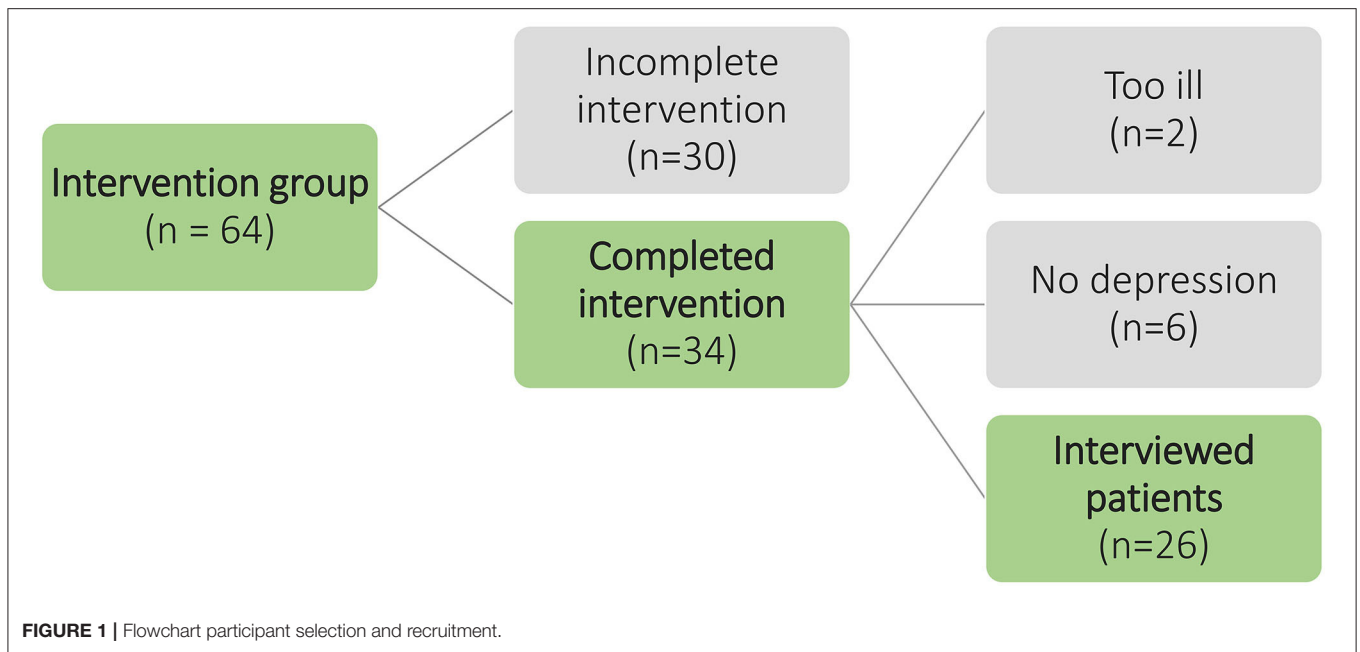 Intervention group
(n = 64)
Incomplete
intervention
(n=30)
Completed
intervention
(n=34)
Too ill
(n=2)
No depression
(n=6)
Interviewed
patients
(n=26)
FIGURE 1 | Flowchart participant selection and recruitment.